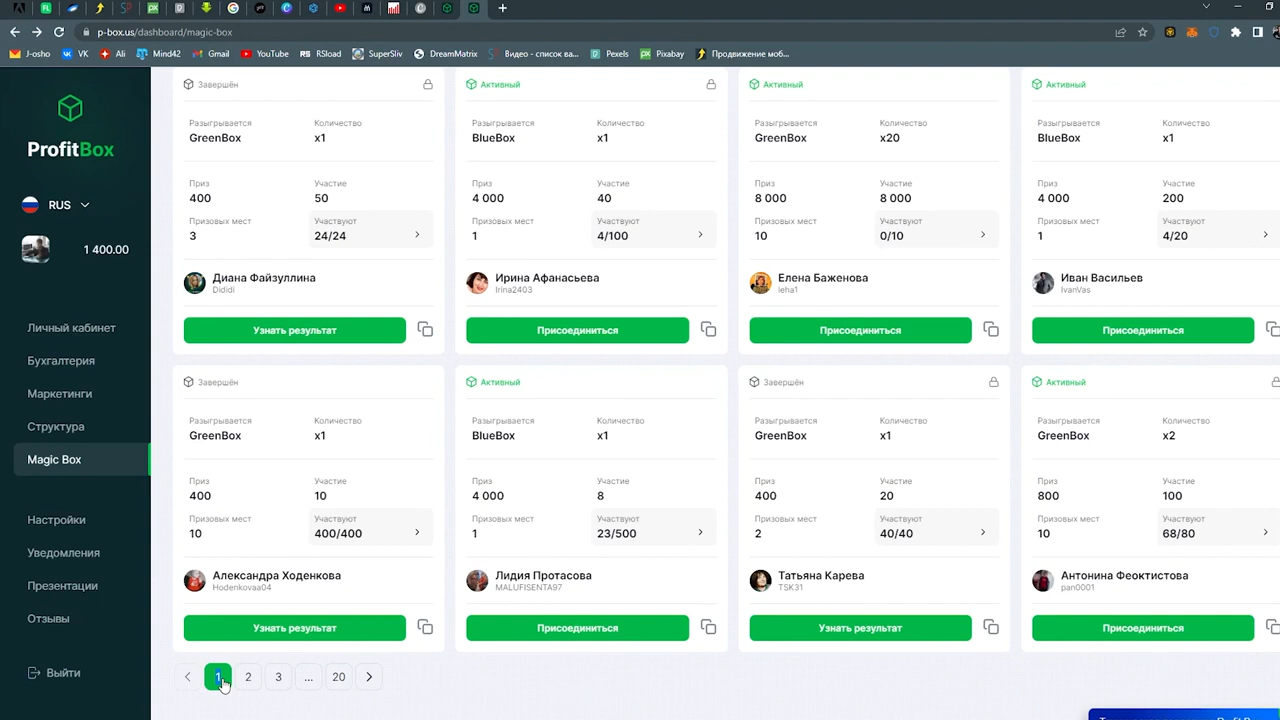 p-box.us/dashboard/magic-box
J-osho VK Ali Mind42 Gmail YouTube RSload SuperSliv DreamMatrix Видео - список ва... Pexels Pixabay Продвижение моб...
ProfitBox
RUS
1 400.00
Личный кабинет
Бухгалтерия
Маркетинги
Структура
Magic Box
Настройки
Уведомления
Презентации
Отзывы
Выйти
Завершён
Разыгрывается Количество
GreenBox x1
Приз Участие
400 50
Призовых мест Участвуют
3 24/24
Диана Файзуллина
Dididi
Узнать результат
Активный
Разыгрывается Количество
BlueBox x1
Приз Участие
4 000 40
Призовых мест Участвуют
1 4/100
Ирина Афанасьева
Irina2403
Присоединиться
Активный
Разыгрывается Количество
GreenBox x20
Приз Участие
8 000 8 000
Призовых мест Участвуют
10 0/10
Елена Баженова
leha1
Присоединиться
Активный
Разыгрывается Количество
BlueBox x1
Приз Участие
4 000 200
Призовых мест Участвуют
1 4/20
Иван Васильев
IvanVas
Присоединиться
Завершён
Разыгрывается Количество
GreenBox x1
Приз Участие
400 10
Призовых мест Участвуют
10 400/400
Александра Ходенкова
Hodenkovaa04
Узнать результат
Активный
Разыгрывается Количество
BlueBox x1
Приз Участие
4 000 8
Призовых мест Участвуют
1 23/500
Лидия Протасова
MALUFISENTA97
Присоединиться
Завершён
Разыгрывается Количество
GreenBox x1
Приз Участие
400 20
Призовых мест Участвуют
2 40/40
Татьяна Карева
TSK31
Узнать результат
Активный
Разыгрывается Количество
GreenBox x2
Приз Участие
800 100
Призовых мест Участвуют
10 68/80
Антонина Феоктистова
pan0001
Присоединиться
1 2 3 ... 20